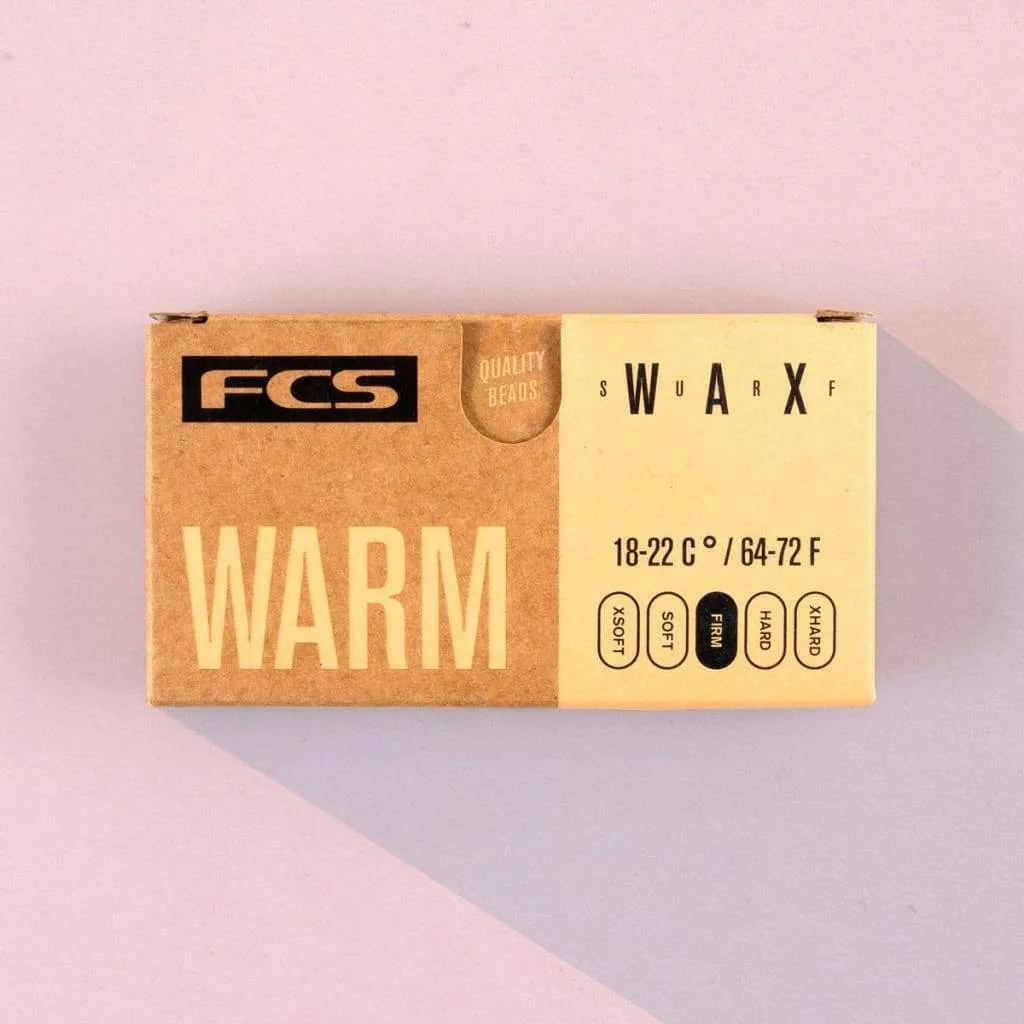 FCS
QUALITY
BEADS
WARM
S W U A R X F
18-22 C° / 64-72 F
XSOFT
SOFT
FIRM
HARD
XHARD